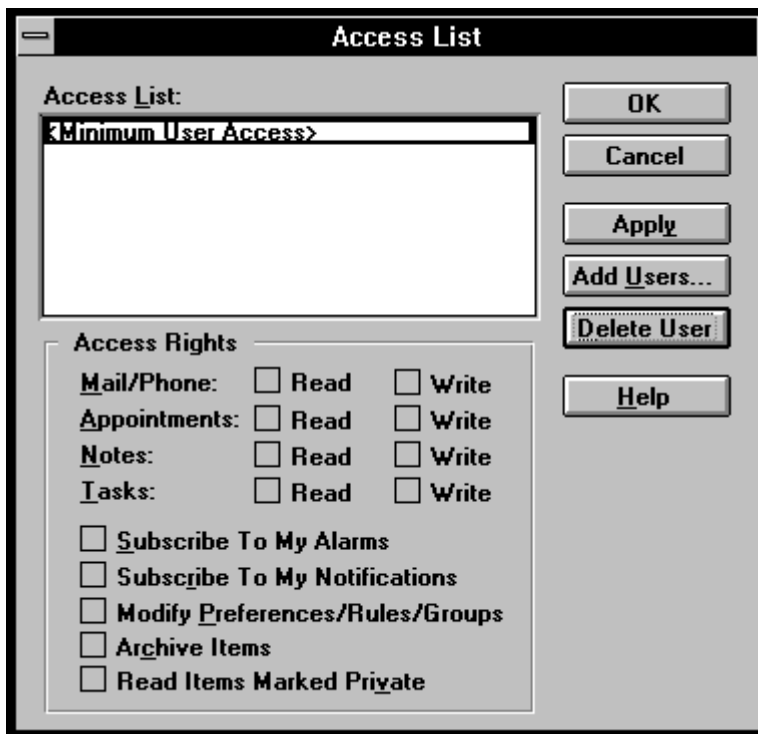 Access List
Access List:
<Minimum User Access>
OK
Cancel
Apply
Add Users...
Delete User
Help
Access Rights
Mail/Phone: Read Write
Appointments: Read Write
Notes: Read Write
Tasks: Read Write
Subscribe To My Alarms
Subscribe To My Notifications
Modify Preferences/Rules/Groups
Archive Items
Read Items Marked Private